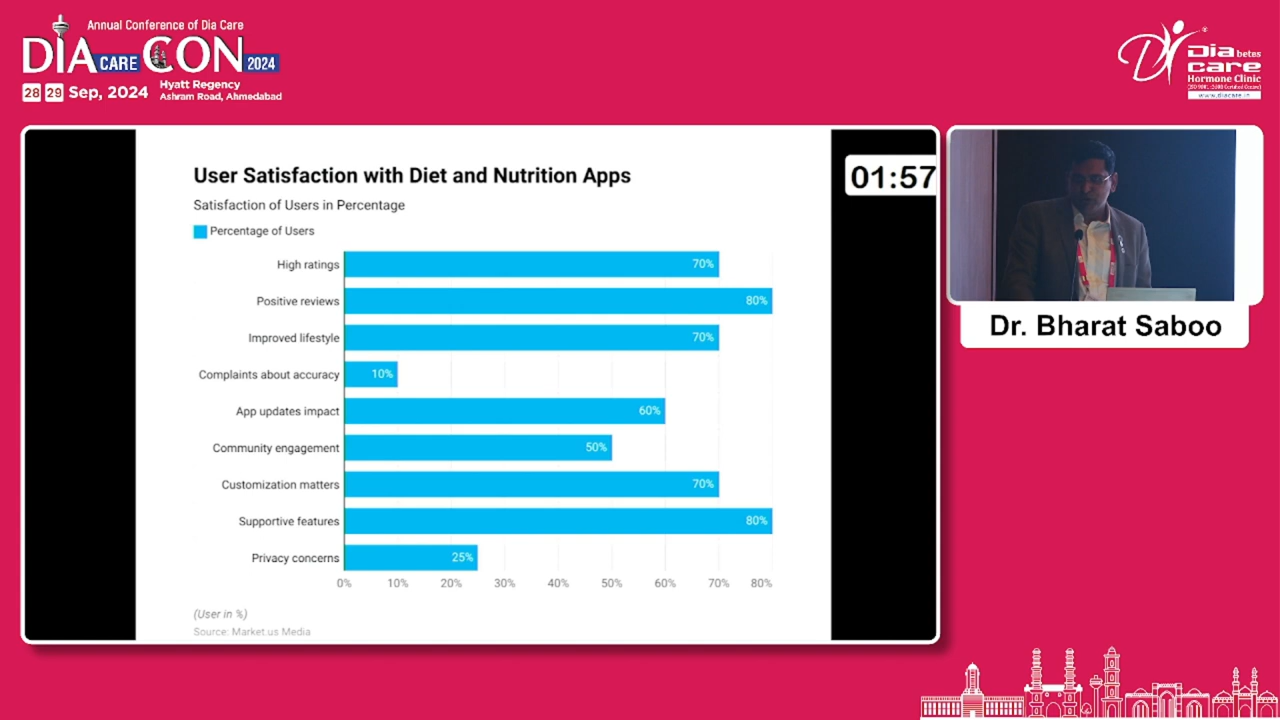 Annual Conference of Dia Care
DIA CARE CON 2024
28 29 Sep, 2024
Hyatt Regency
Ashram Road, Ahmedabad
Diabetes
care
Hormone Clinic
www.diacare.in
User Satisfaction with Diet and Nutrition Apps
Satisfaction of Users in Percentage
Percentage of Users
High ratings 70%
Positive reviews 80%
Improved lifestyle 70%
Complaints about accuracy 10%
App updates impact 60%
Community engagement 50%
Customization matters 70%
Supportive features 80%
Privacy concerns 25%
0% 10% 20% 30% 40% 50% 60% 70% 80%
(User in %)
Source: Market.us Media
01:57
Dr. Bharat Saboo